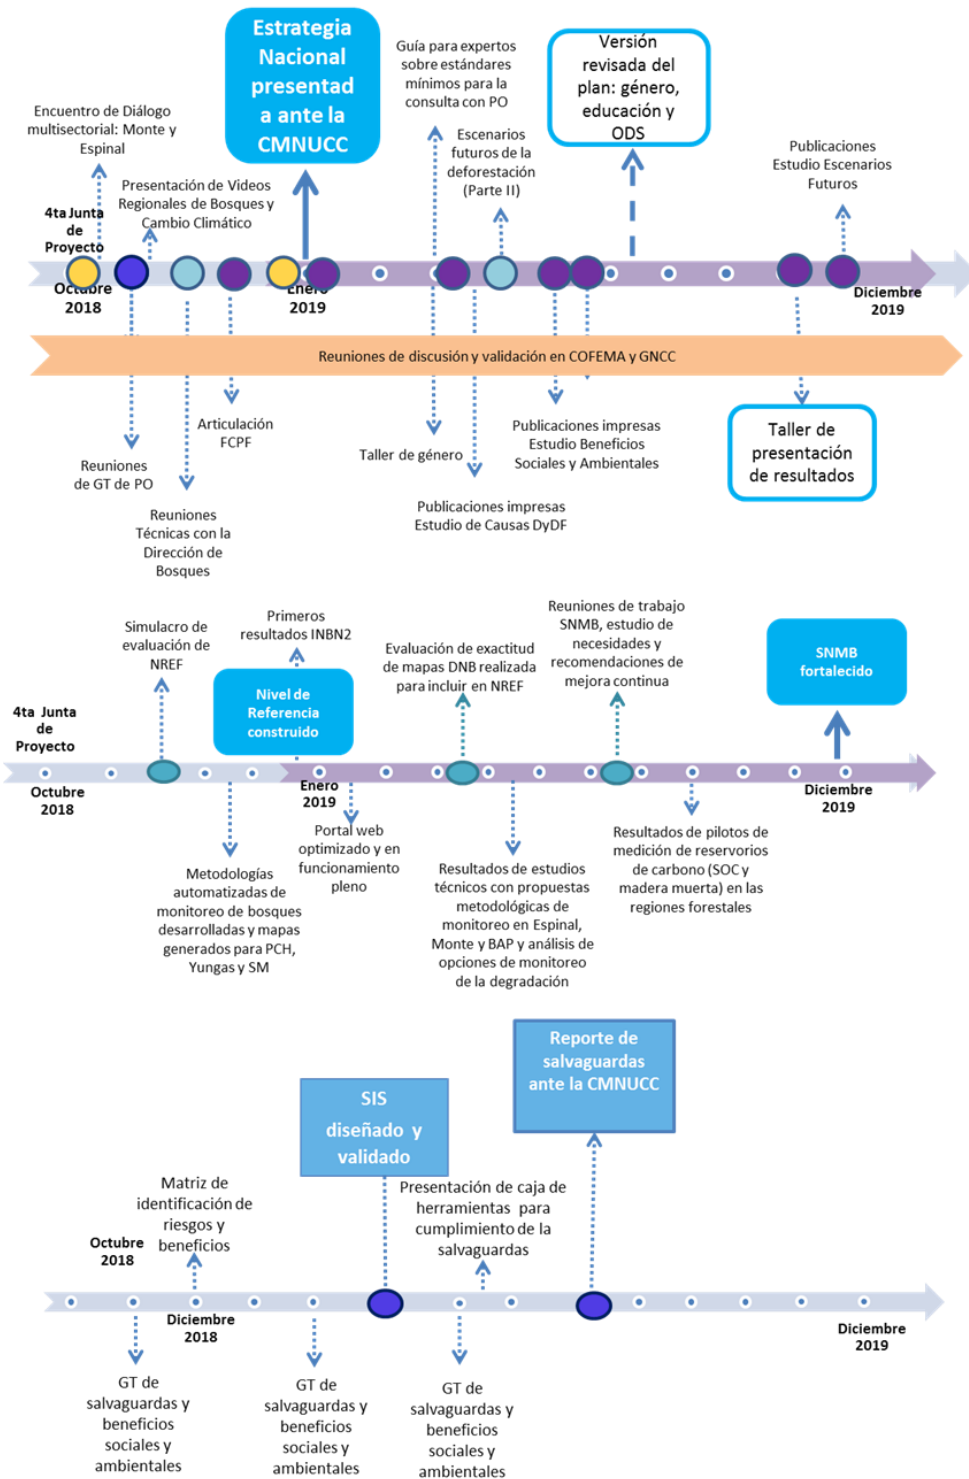 Estrategia
Nacional
presentad
a ante la
CMNUCC
Guía para expertos
sobre estándares
mínimos para la
consulta con PO
Versión
revisada del
plan: género,
educación y
ODS
Encuentro de Diálogo
multisectorial: Monte y
Espinal
Presentación de Videos
Regionales de Bosques y
Cambio Climático
Escenarios
futuros de la
deforestación
(Parte II)
Publicaciones
Estudio Escenarios
Futuros
4ta Junta
de
Proyecto
Octubre
2018
Enero
2019
Diciembre
2019
Reuniones de discusión y validación en COFEMA y GNCC
Reuniones
de GT de PO
Reuniones
Técnicas con la
Dirección de
Bosques
Articulación
FCPF
Taller de género
Publicaciones impresas
Estudio de Causas DyDF
Publicaciones impresas
Estudio Beneficios
Sociales y Ambientales
Taller de
presentación
de resultados
Simulacro de
evaluación de
NREF
Primeros
resultados INBN2
Nivel de
Referencia
construido
Evaluación de exactitud
de mapas DNB realizada
para incluir en NREF
Reuniones de trabajo
SNMB, estudio de
necesidades y
recomendaciones de
mejora continua
SNMB
fortalecido
4ta Junta
de
Proyecto
Octubre
2018
Enero
2019
Diciembre
2019
Metodologías
automatizadas de
monitoreo de bosques
desarrolladas y mapas
generados para PCH,
Yungas y SM
Portal web
optimizado y en
funcionamiento
pleno
Resultados de estudios
técnicos con propuestas
metodológicas de
monitoreo en Espinal,
Monte y BAP y análisis de
opciones de monitoreo
de la degradación
Resultados de pilotos de
medición de reservorios
de carbono (SOC y
madera muerta) en las
regiones forestales
SIS
diseñado y
validado
Reporte de
salvaguardas
ante la CMNUCC
Matriz de
identificación de
riesgos y
beneficios
Presentación de caja de
herramientas para
cumplimiento de la
salvaguardas
Octubre
2018
Diciembre
2018
Diciembre
2019
GT de
salvaguardas y
beneficios
sociales y
ambientales
GT de
salvaguardas y
beneficios
sociales y
ambientales
GT de
salvaguardas y
beneficios
sociales y
ambientales